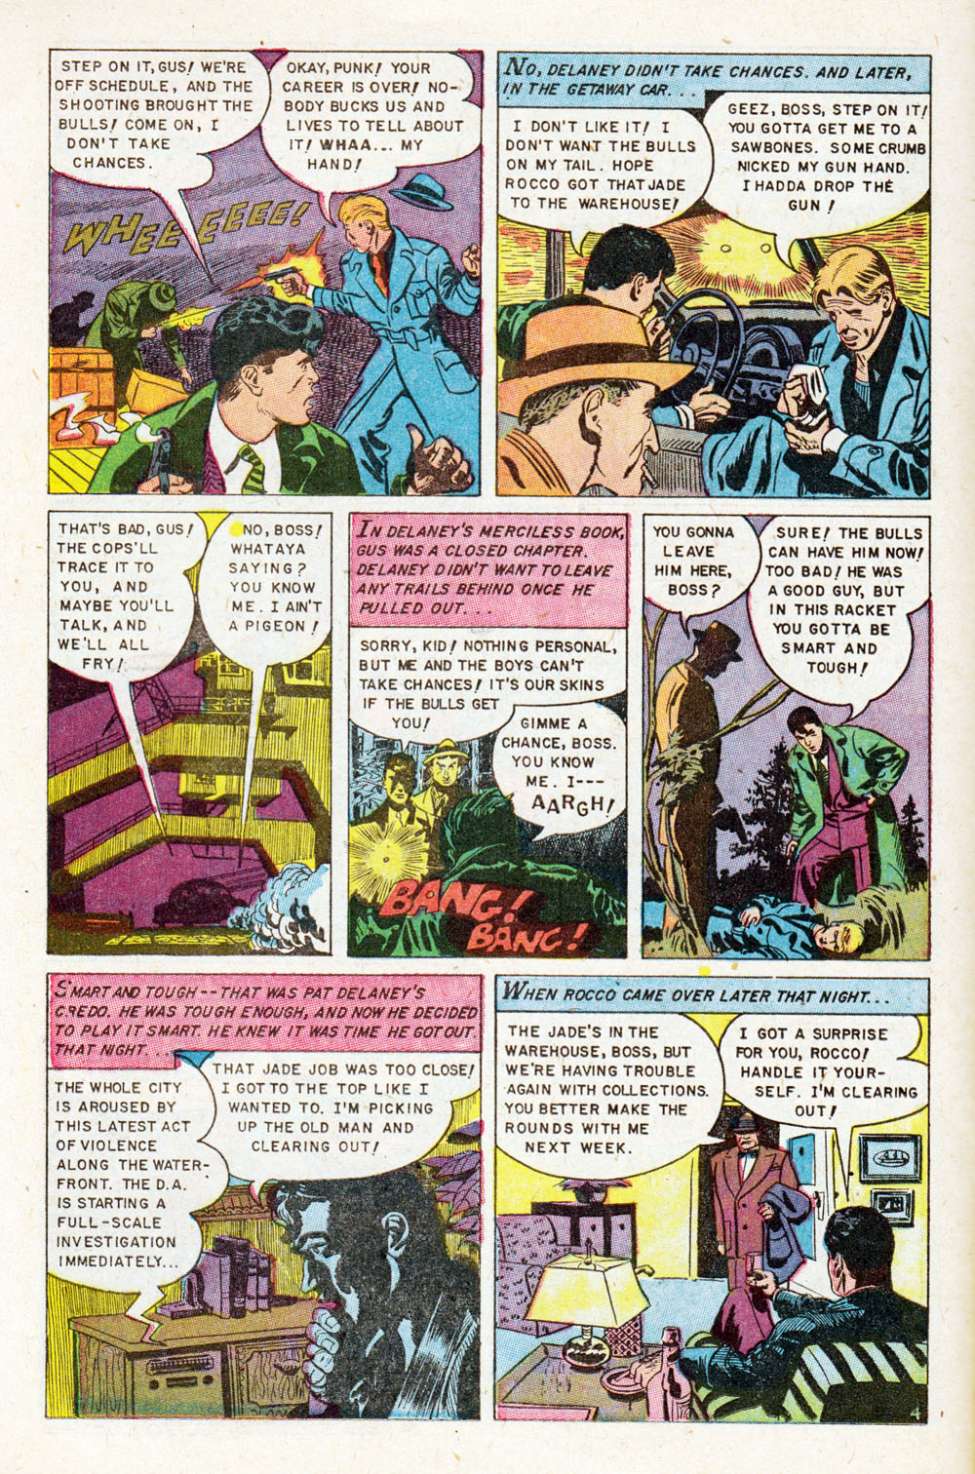 STEP ON IT, GUS! WE'RE
OFF SCHEDULE, AND THE
SHOOTING BROUGHT THE
BULLS! COME ON, I
DON'T TAKE
CHANCES.
OKAY, PUNK! YOUR
CAREER IS OVER! NO-
BODY BUCKS US AND
LIVES TO TELL ABOUT
IT! WHAA... MY
HAND!
WHEEEEEEE!
NO, DELANEY DIDN'T TAKE CHANCES. AND LATER,
IN THE GETAWAY CAR...
I DON'T LIKE IT! I
DON'T WANT THE BULLS
ON MY TAIL. HOPE
ROCCO GOT THAT JADE
TO THE WAREHOUSE!
GEEZ, BOSS, STEP ON IT!
YOU GOTTA GET ME TO A
SAWBONES. SOME CRUMB
NICKED MY GUN HAND.
I HADDA DROP THE
GUN!
THAT'S BAD, GUS!
THE COPS'LL
TRACE IT TO
YOU, AND
MAYBE YOU'LL
TALK, AND
WE'LL ALL
FRY!
NO, BOSS!
WHATAYA
SAYING?
YOU KNOW
ME. I AIN'T
A PIGEON!
IN DELANEY'S MERCILESS BOOK,
GUS WAS A CLOSED CHAPTER.
DELANEY DIDN'T WANT TO LEAVE
ANY TRAILS BEHIND ONCE HE
PULLED OUT...
SORRY, KID! NOTHING PERSONAL,
BUT ME AND THE BOYS CAN'T
TAKE CHANCES! IT'S OUR SKINS
IF THE BULLS GET
YOU!
GIMME A
CHANCE, BOSS.
YOU KNOW
ME. I---
AARGH!
BANG!
BANG!
YOU GONNA
LEAVE
HIM HERE,
BOSS?
SURE! THE BULLS
CAN HAVE HIM NOW!
TOO BAD! HE WAS
A GOOD GUY, BUT
IN THIS RACKET
YOU GOTTA BE
SMART AND
TOUGH!
SMART AND TOUGH--THAT WAS PAT DELANEY'S
CREDO. HE WAS TOUGH ENOUGH, AND NOW HE DECIDED
TO PLAY IT SMART. HE KNEW IT WAS TIME HE GOT OUT.
THAT NIGHT...
THE WHOLE CITY
IS AROUSED BY
THIS LATEST ACT
OF VIOLENCE
ALONG THE WATER-
FRONT. THE D.A.
IS STARTING A
FULL-SCALE
INVESTIGATION
IMMEDIATELY...
THAT JADE JOB WAS TOO CLOSE!
I GOT TO THE TOP LIKE I
WANTED TO. I'M PICKING
UP THE OLD MAN AND
CLEARING OUT!
WHEN ROCCO CAME OVER LATER THAT NIGHT...
THE JADE'S IN THE
WAREHOUSE, BOSS, BUT
WE'RE HAVING TROUBLE
AGAIN WITH COLLECTIONS.
YOU BETTER MAKE THE
ROUNDS WITH ME
NEXT WEEK.
I GOT A SURPRISE
FOR YOU, ROCCO!
HANDLE IT YOUR-
SELF. I'M CLEARING
OUT!
4